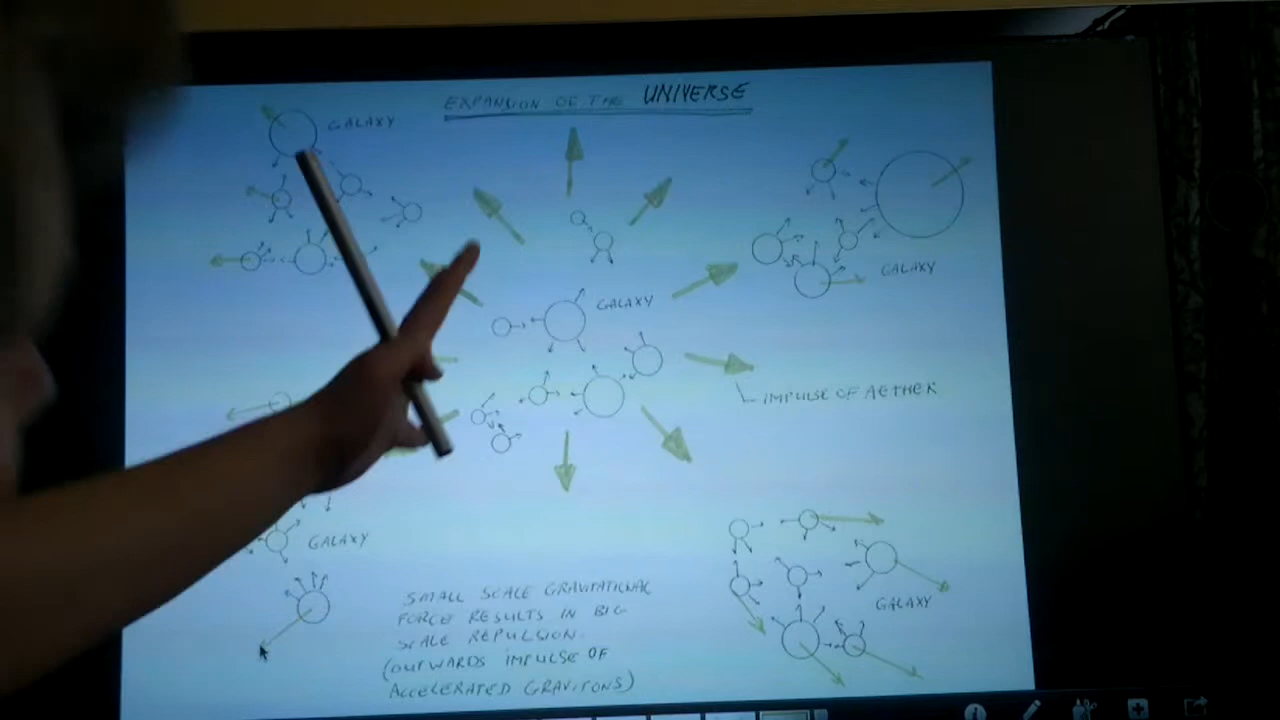 EXPANSION OF THE UNIVERSE
GALAXY
GALAXY
GALAXY
IMPULSE OF AETHER
GALAXY
GALAXY
SMALL SCALE GRAVITATIONAL
FORCE RESULTS IN BIG
SCALE REPULSION.
(OUTWARDS IMPULSE OF
ACCELERATED GRAVITONS)